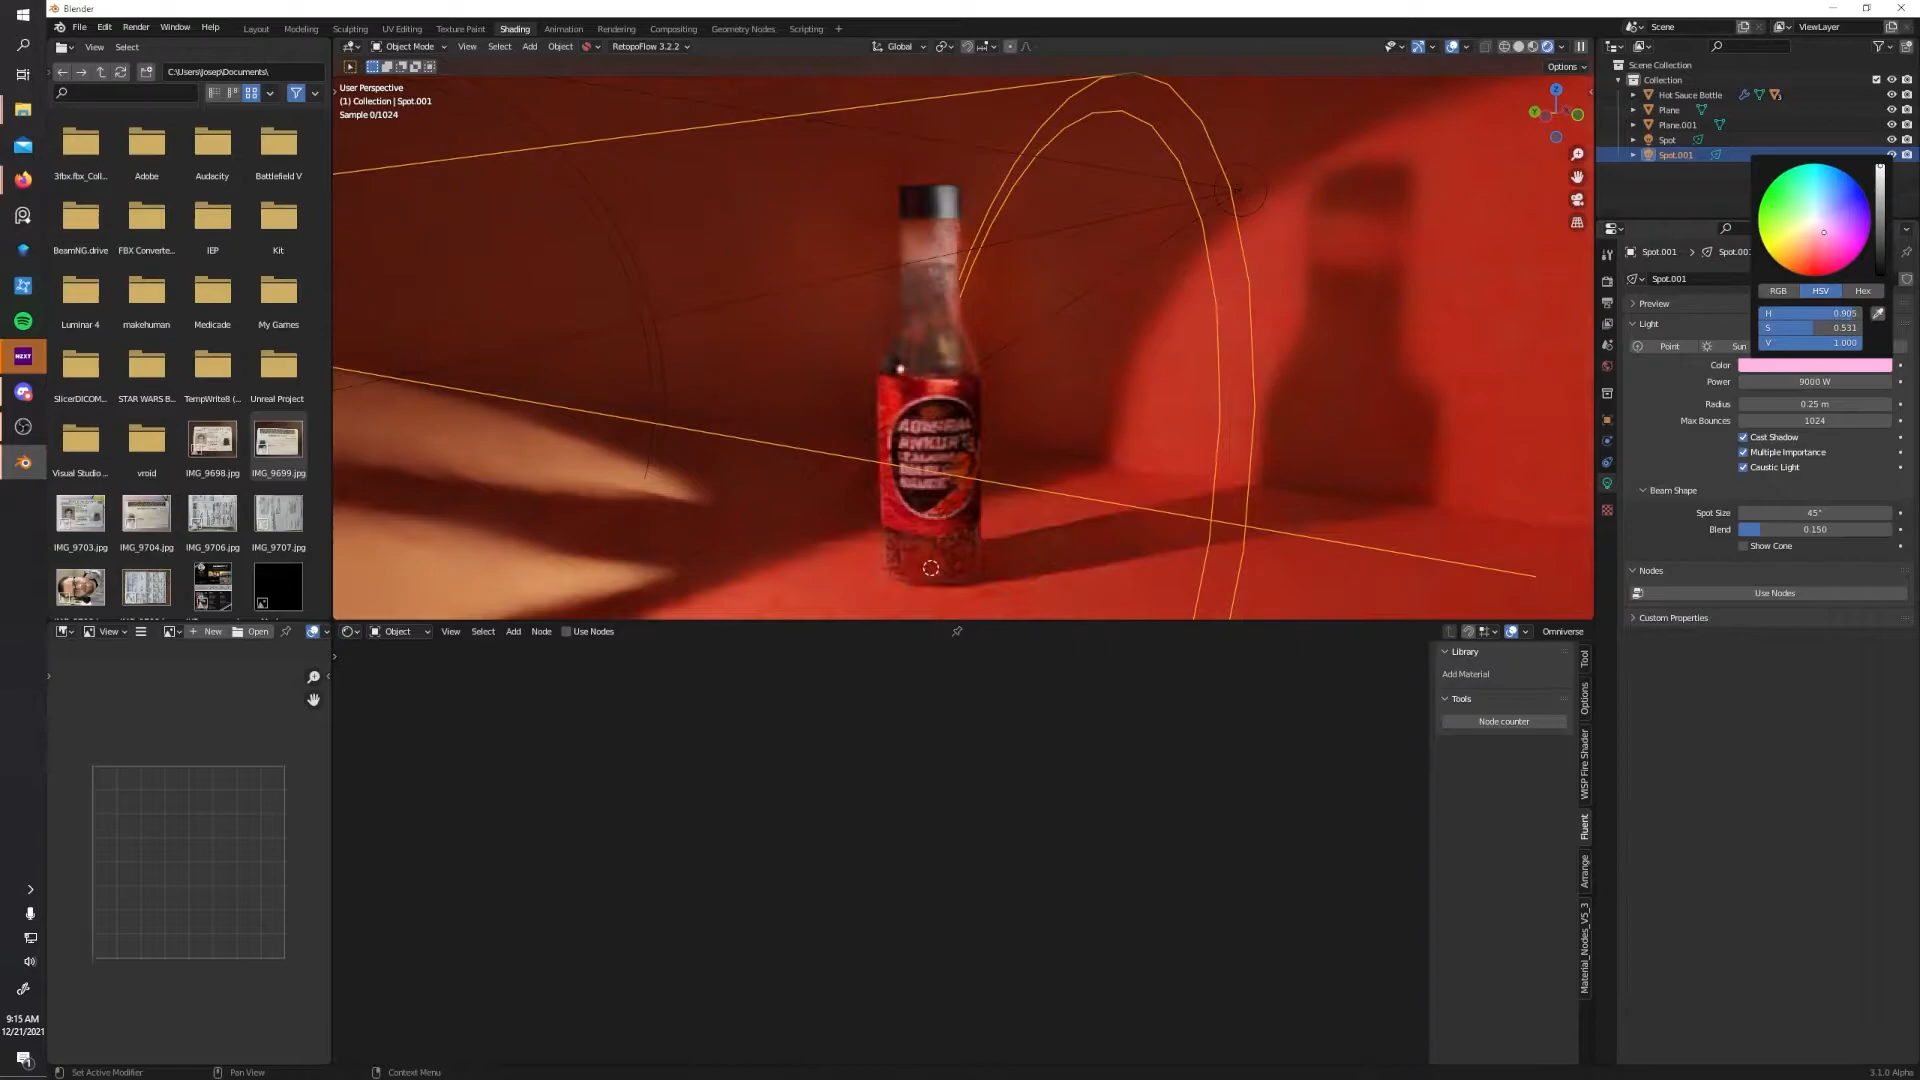 Blender
File Edit Render Window Help
Layout Modeling Sculpting UV Editing Texture Paint Shading Animation Rendering Compositing Geometry Nodes Scripting +
Scene
ViewLayer
View Select
C:\Users\Josep\Documents\
3fbx.fbx_Coll... Adobe Audacity Battlefield V
BeamNG.drive FBX Converte... IEP Kit
Luminar 4 makehuman Medicade My Games
SlicerDICOM... STAR WARS B... TempWrite8 (... Unreal Project
Visual Studio ... vroid IMG_9698.jpg IMG_9699.jpg
IMG_9703.jpg IMG_9704.jpg IMG_9706.jpg IMG_9707.jpg
Object Mode View Select Add Object RetopoFlow 3.2.2
Global
Options
User Perspective
(1) Collection | Spot.001
Sample 0/1024
Scene Collection
Collection
Hot Sauce Bottle
Plane
Plane.001
Spot
Spot.001
Spot.001 > Spot.001
Spot.001
RGB HSV Hex
H 0.905
S 0.531
V 1.000
Preview
Light
Point Sun
Color
Power 9000 W
Radius 0.25 m
Max Bounces 1024
Cast Shadow
Multiple Importance
Caustic Light
Beam Shape
Spot Size 45°
Blend 0.150
Show Cone
Nodes
Use Nodes
Custom Properties
View New Open
Object View Select Add Node Use Nodes
Omniverse
Library
Add Material
Tools
Node counter
Tool
Options
WISP Fire Shader
Fluent
Arrange
Material_Nodes_V5_3
NEXT
9:15 AM
12/21/2021
Set Active Modifier Pan View Context Menu
3.1.0 Alpha